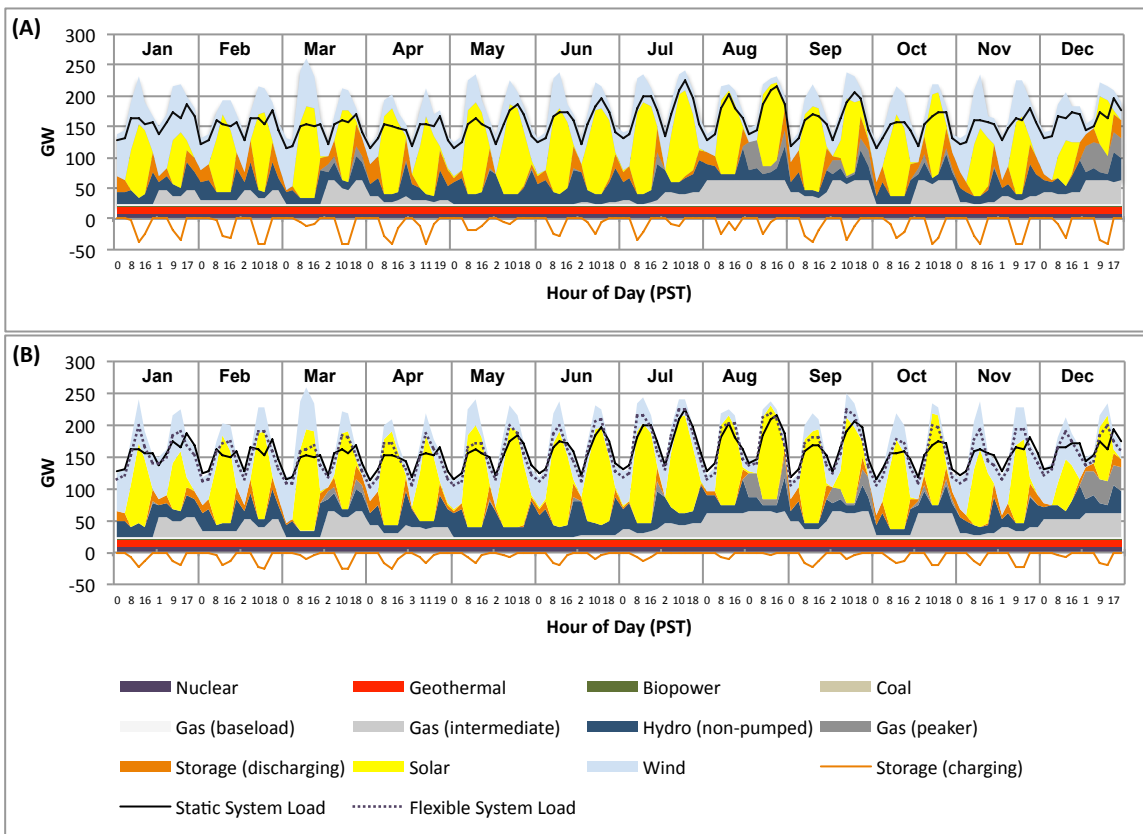 (A)
300
250
200
150
100
50
0
-50
GW
Jan Feb Mar Apr May Jun Jul Aug Sep Oct Nov Dec
0 8 16 1 9 17 0 8 16 2 10 18 0 8 16 2 10 18 0 8 16 3 11 19 0 8 16 2 10 18 0 8 16 2 10 18 0 8 16 2 10 18 0 8 16 0 8 16 0 8 16 2 10 18 0 8 16 2 10 18 0 8 16 1 9 17 0 8 16 1 9 17
Hour of Day (PST)
(B)
300
250
200
150
100
50
0
-50
GW
Jan Feb Mar Apr May Jun Jul Aug Sep Oct Nov Dec
0 8 16 1 9 17 0 8 16 2 10 18 0 8 16 2 10 18 0 8 16 3 11 19 0 8 16 2 10 18 0 8 16 2 10 18 0 8 16 2 10 18 0 8 16 0 8 16 0 8 16 2 10 18 0 8 16 2 10 18 0 8 16 1 9 17 0 8 16 1 9 17
Hour of Day (PST)
Nuclear Geothermal Biopower Coal
Gas (baseload) Gas (intermediate) Hydro (non-pumped) Gas (peaker)
Storage (discharging) Solar Wind Storage (charging)
Static System Load Flexible System Load